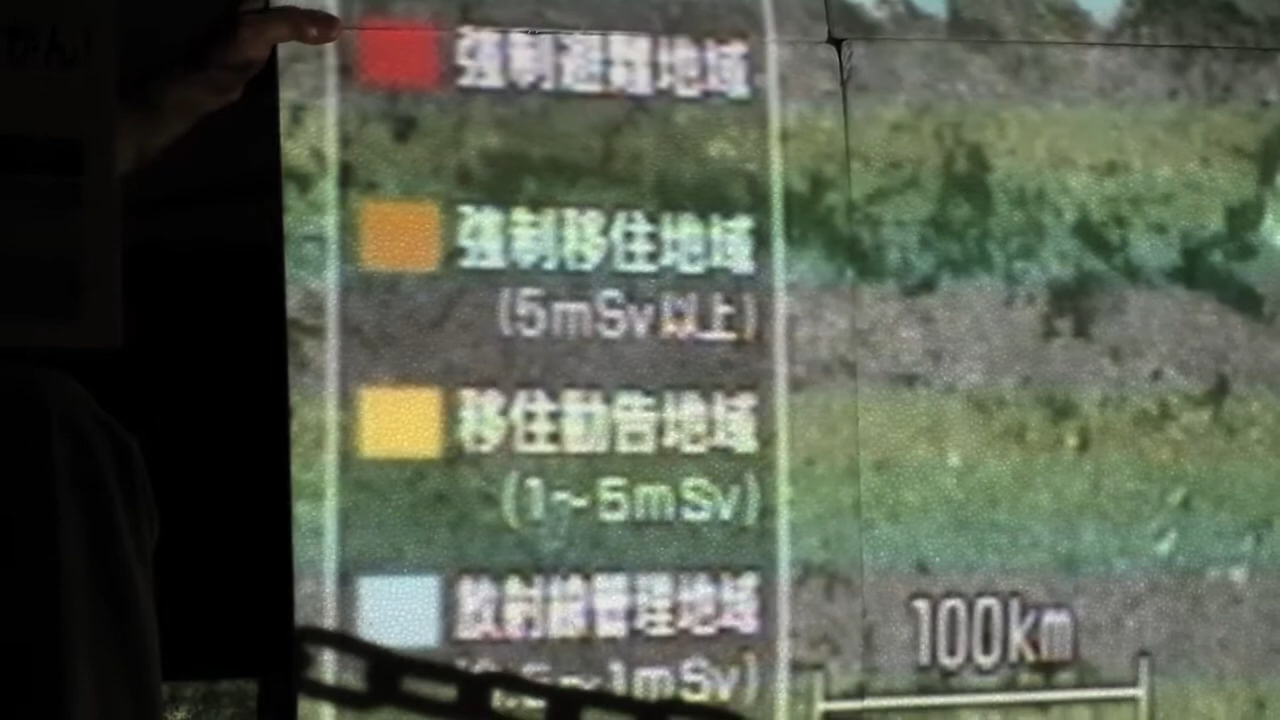 強制避難地域
強制移住地域
(5mSv以上)
移住勧告地域
(1~5mSv)
放射線管理地域
~1mSv)
100km